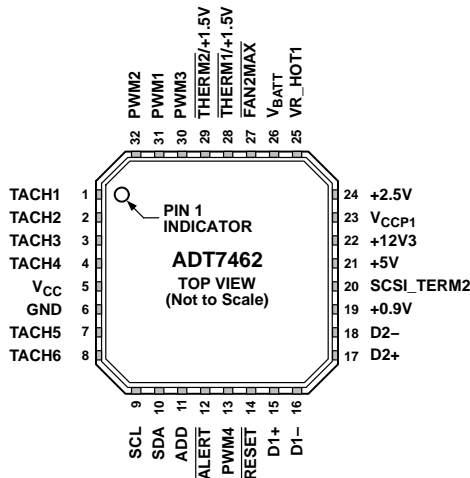 PWM2
PWM1
PWM3
THERM2/+1.5V
THERM1/+1.5V
FAN2MAX
VBATT
VR_HOT1
32
31
30
29
28
27
26
25
TACH1 1
TACH2 2
TACH3 3
TACH4 4
VCC 5
GND 6
TACH5 7
TACH6 8
PIN 1
INDICATOR
ADT7462
TOP VIEW
(Not to Scale)
24 +2.5V
23 VCCP1
22 +12V3
21 +5V
20 SCSI_TERM2
19 +0.9V
18 D2–
17 D2+
9
10
11
12
13
14
15
16
SCL
SDA
ADD
ALERT
PWM4
RESET
D1+
D1–